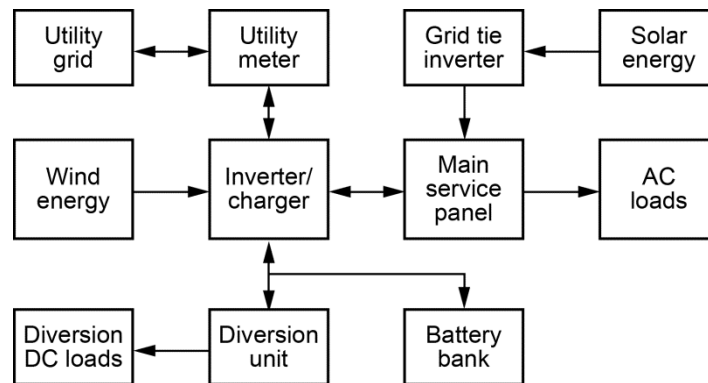 Utility
grid
Utility
meter
Grid tie
inverter
Solar
energy
Wind
energy
Inverter/
charger
Main
service
panel
AC
loads
Diversion
DC loads
Diversion
unit
Battery
bank